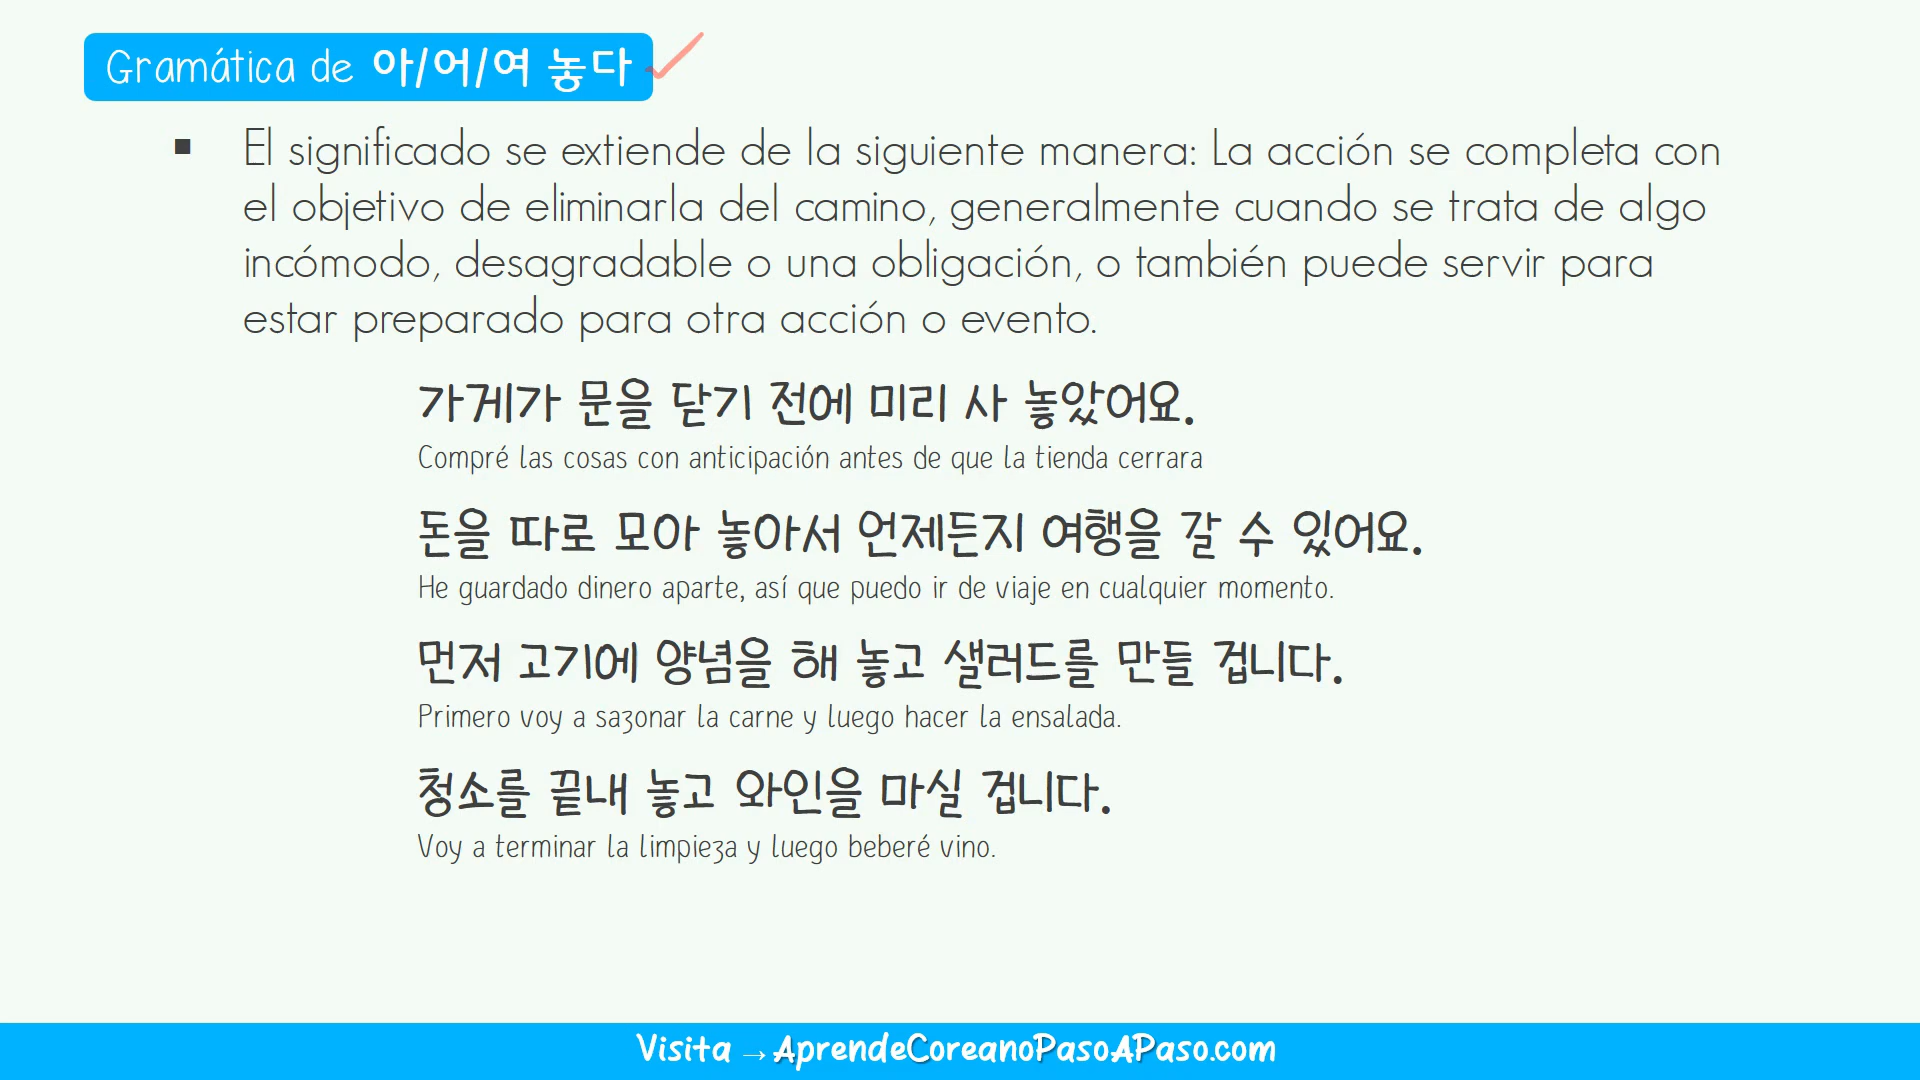 Gramática de 아/어/여 놓다
▪ El significado se extiende de la siguiente manera: La acción se completa con
el objetivo de eliminarla del camino, generalmente cuando se trata de algo
incómodo, desagradable o una obligación, o también puede servir para
estar preparado para otra acción o evento.
가게가 문을 닫기 전에 미리 사 놓았어요.
Compré las cosas con anticipación antes de que la tienda cerrara
돈을 따로 모아 놓아서 언제든지 여행을 갈 수 있어요.
He guardado dinero aparte, así que puedo ir de viaje en cualquier momento.
먼저 고기에 양념을 해 놓고 샐러드를 만들 겁니다.
Primero voy a sazonar la carne y luego hacer la ensalada.
청소를 끝내 놓고 와인을 마실 겁니다.
Voy a terminar la limpieza y luego beberé vino.
Visita → AprendeCoreanoPasoAPaso.com